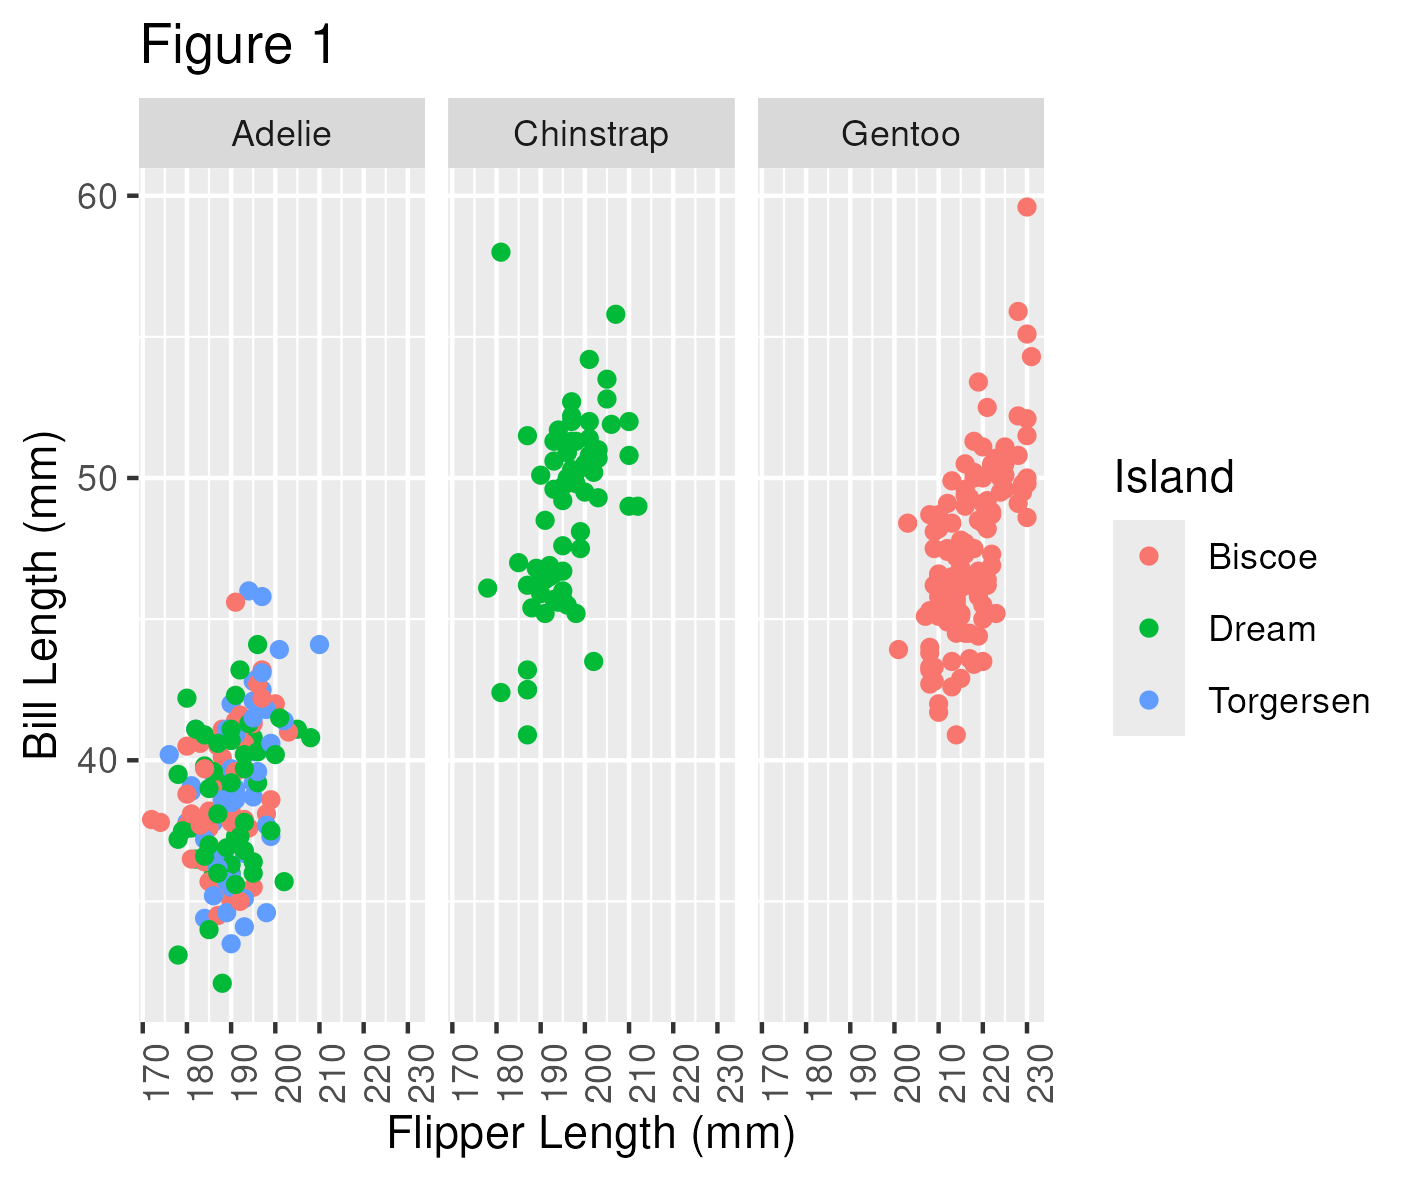 Figure 1
Adelie Chinstrap Gentoo
60
50
40
Bill Length (mm)
170 180 190 200 210 220 230 170 180 190 200 210 220 230 170 180 190 200 210 220 230
Flipper Length (mm)
Island
Biscoe
Dream
Torgersen